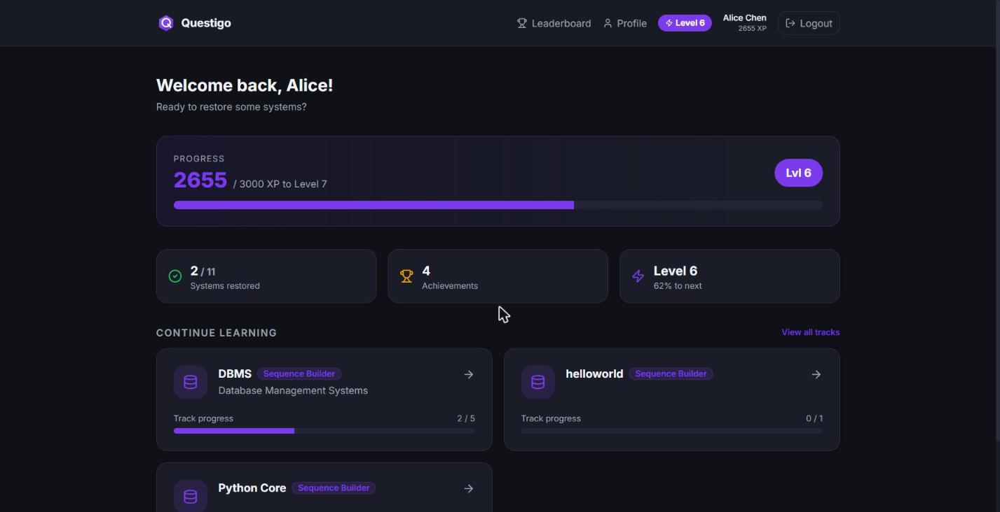 Questigo
Leaderboard
Profile
Level 6
Alice Chen
2655 XP
Logout
Welcome back, Alice!
Ready to restore some systems?
PROGRESS
2655 / 3000 XP to Level 7
Lvl 6
2 / 11
Systems restored
4
Achievements
Level 6
62% to next
CONTINUE LEARNING
View all tracks
DBMS Sequence Builder
Database Management Systems
Track progress 2 / 5
helloworld Sequence Builder
Track progress 0 / 1
Python Core Sequence Builder